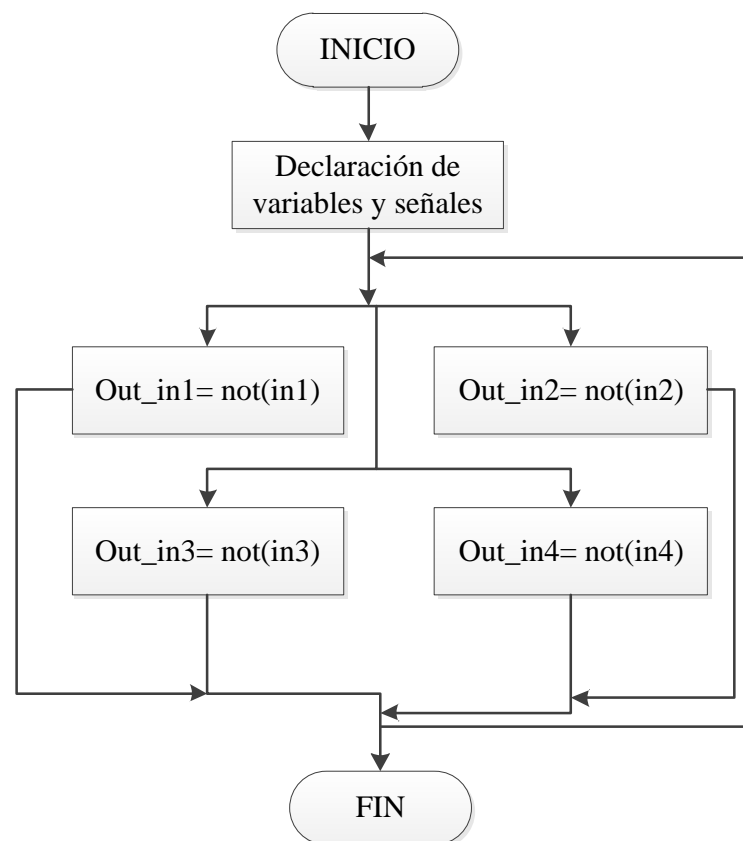 INICIO
Declaración de
variables y señales
Out_in1= not(in1)
Out_in2= not(in2)
Out_in3= not(in3)
Out_in4= not(in4)
FIN